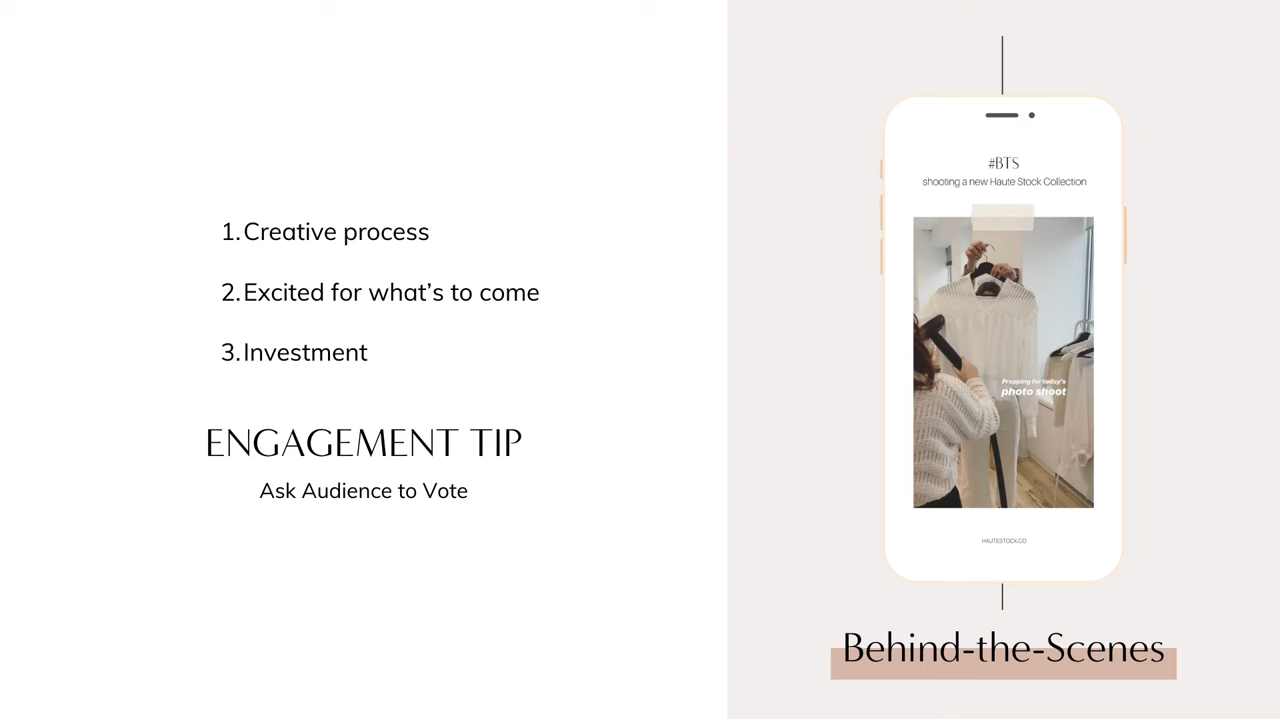 1. Creative process
2. Excited for what’s to come
3. Investment
ENGAGEMENT TIP
Ask Audience to Vote
#BTS
shooting a new Haute Stock Collection
Prepping for today's
photo shoot
HAUTESTOCK.CO
Behind-the-Scenes